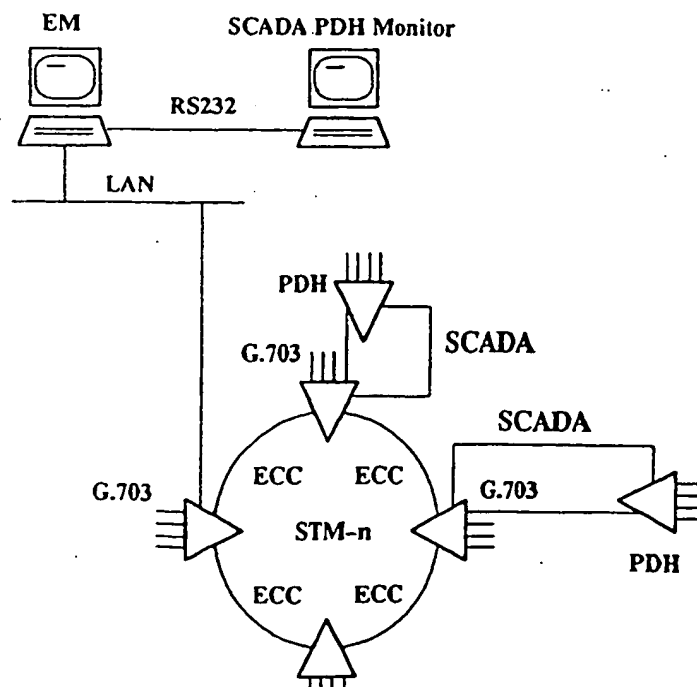 EM
SCADA PDH Monitor
RS232
LAN
PDH
SCADA
G.703
SCADA
G.703
G.703
ECC
ECC
STM-n
PDH
ECC
ECC